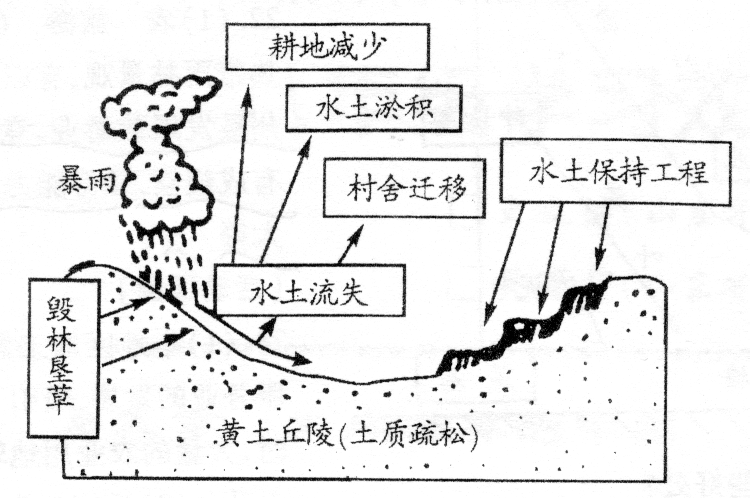 耕地减少
水土淤积
暴雨
村舍迁移
水土保持工程
水土流失
毁林垦草
黄土丘陵(土质疏松)